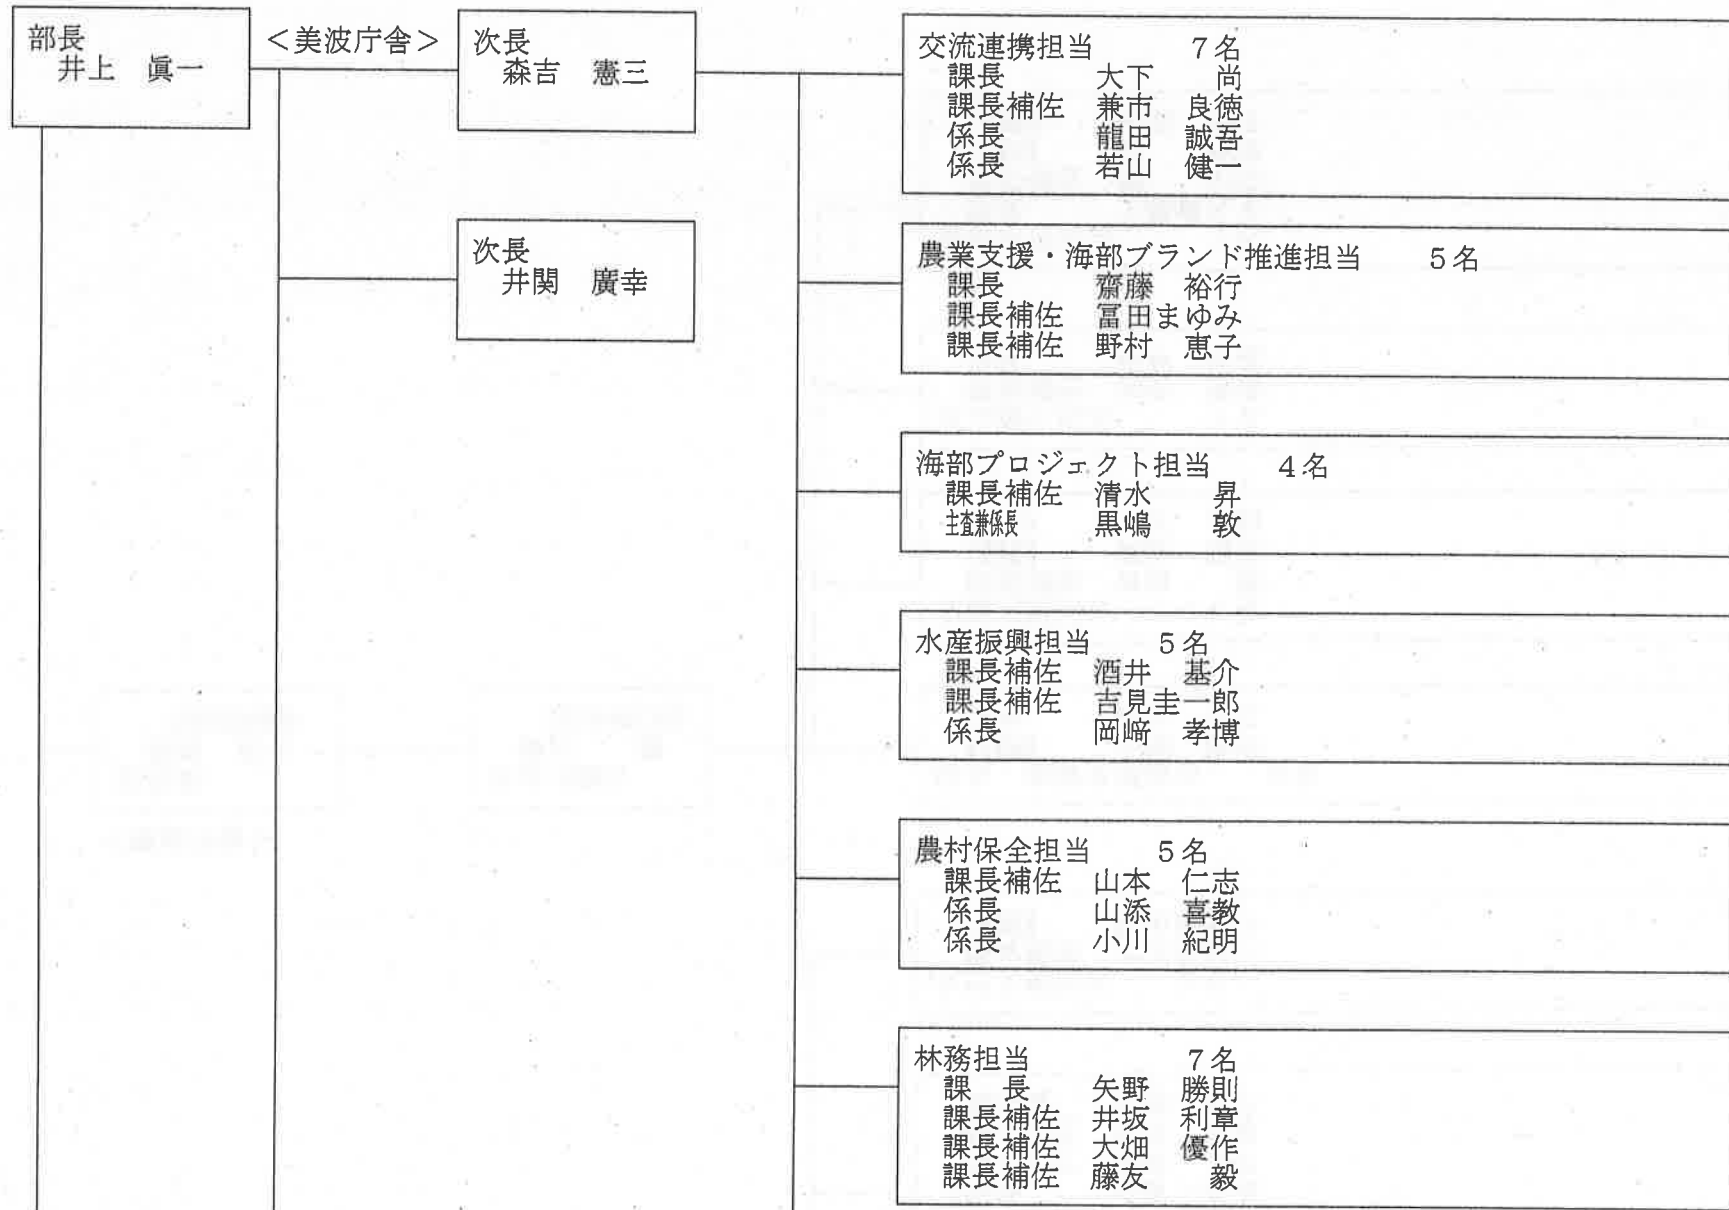 部長
井上　眞一
＜美波庁舎＞
次長
森吉　憲三
次長
井関　廣幸
交流連携担当　　　７名
課長　　　大下　　尚
課長補佐　兼市　良徳
係長　　　龍田　誠吾
係長　　　若山　健一
農業支援・海部ブランド推進担当　　５名
課長　　　齋藤　裕行
課長補佐　冨田まゆみ
課長補佐　野村　恵子
海部プロジェクト担当　　４名
課長補佐　清水　　昇
主査兼係長　　黒嶋　　敦
水産振興担当　　５名
課長補佐　酒井　基介
課長補佐　吉見圭一郎
係長　　　岡﨑　孝博
農村保全担当　　５名
課長補佐　山本　仁志
係長　　　山添　喜教
係長　　　小川　紀明
林務担当　　　　　７名
課　長　　矢野　勝則
課長補佐　井坂　利章
課長補佐　大畑　優作
課長補佐　藤友　　毅